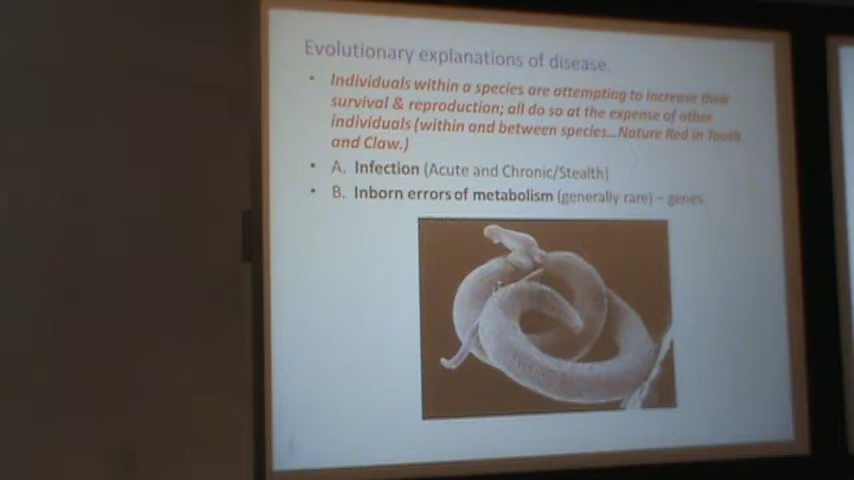 Evolutionary explanations of disease.
• Individuals within a species are attempting to increase their
survival & reproduction; all do so at the expense of other
individuals (within and between species...Nature Red in Tooth
and Claw.)
• A. Infection (Acute and Chronic/Stealth)
• B. Inborn errors of metabolism (generally rare) – genes.